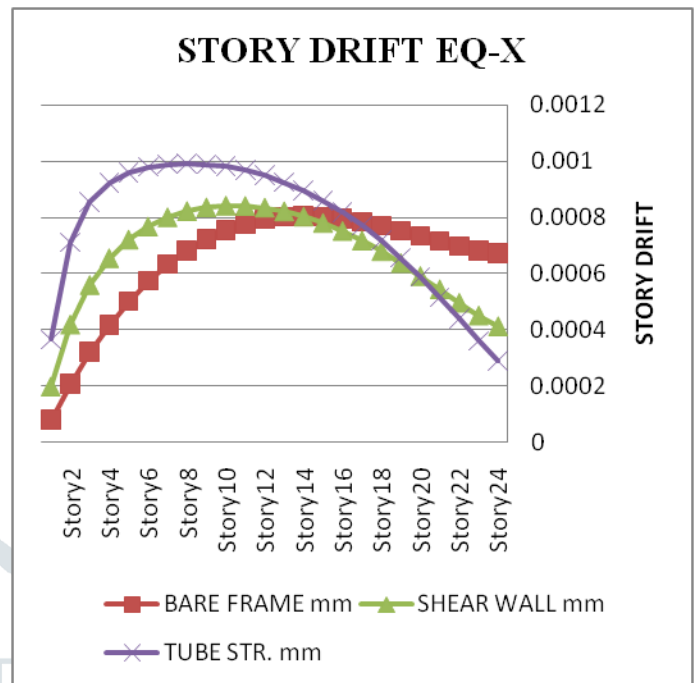 STORY DRIFT EQ-X
0.0012
0.001
0.0008
0.0006
0.0004
0.0002
0
STORY DRIFT
Story2
Story4
Story6
Story8
Story10
Story12
Story14
Story16
Story18
Story20
Story22
Story24
BARE FRAME mm
SHEAR WALL mm
TUBE STR. mm